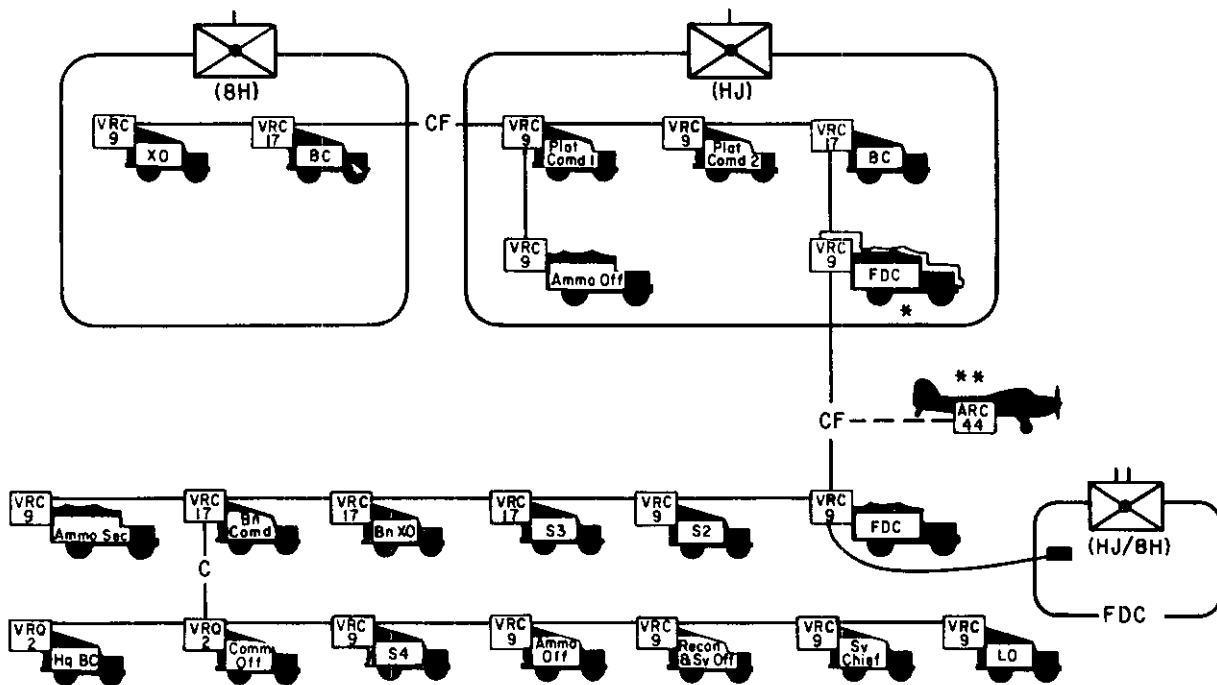 (8H)
(HJ)
VRC 9
XO
VRC 17
BC
CF
VRC 9
Plat Comd 1
VRC 9
Plat Comd 2
VRC 17
BC
VRC 9
Ammo Off
VRC 9
FDC
*
**
CF
ARC 44
VRC 9
Ammo Sec
VRC 17
Bn Comd
VRC 17
Bn XO
VRC 17
S3
VRC 9
S2
VRC 9
FDC
(HJ/8H)
C
FDC
VRQ 2
Hq BC
VRQ 2
Comm Off
VRC 9
S4
VRC 9
Ammo Off
VRC 9
Recon & Sv Off
VRC 9
Sv Chief
VRC 9
LO